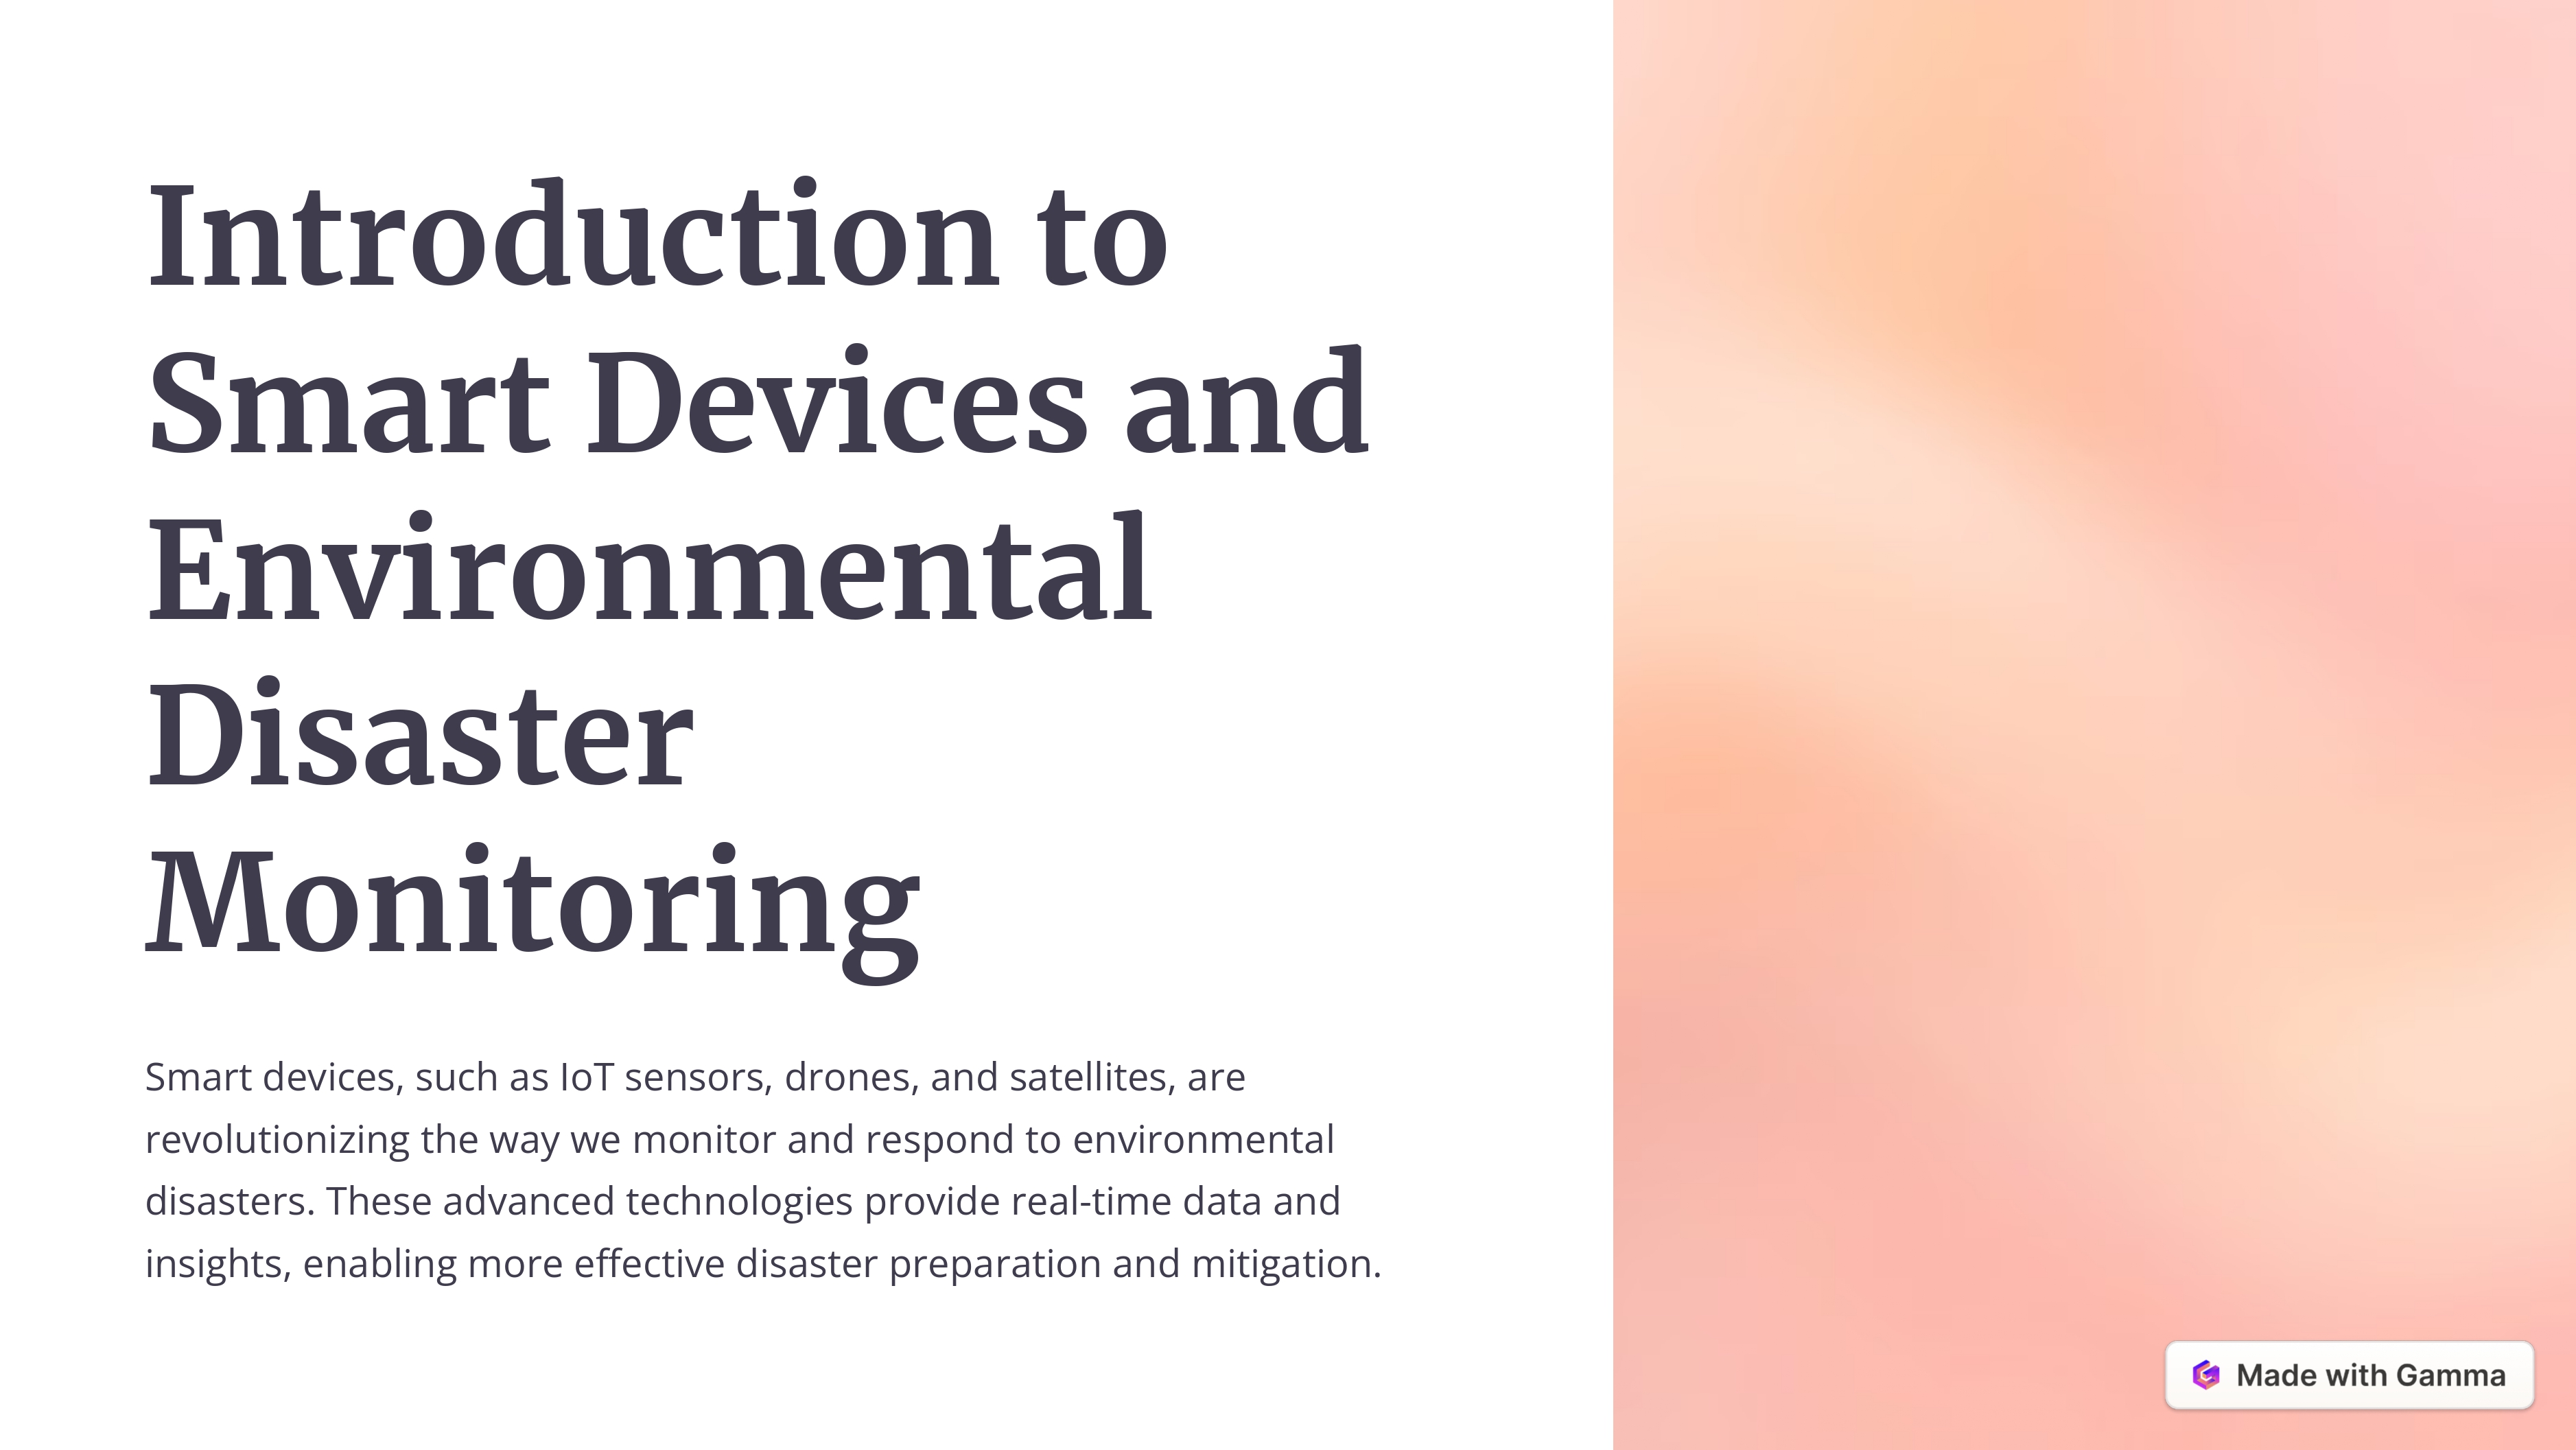 Introduction to
Smart Devices and
Environmental
Disaster
Monitoring
Smart devices, such as IoT sensors, drones, and satellites, are
revolutionizing the way we monitor and respond to environmental
disasters. These advanced technologies provide real-time data and
insights, enabling more effective disaster preparation and mitigation.
Made with Gamma